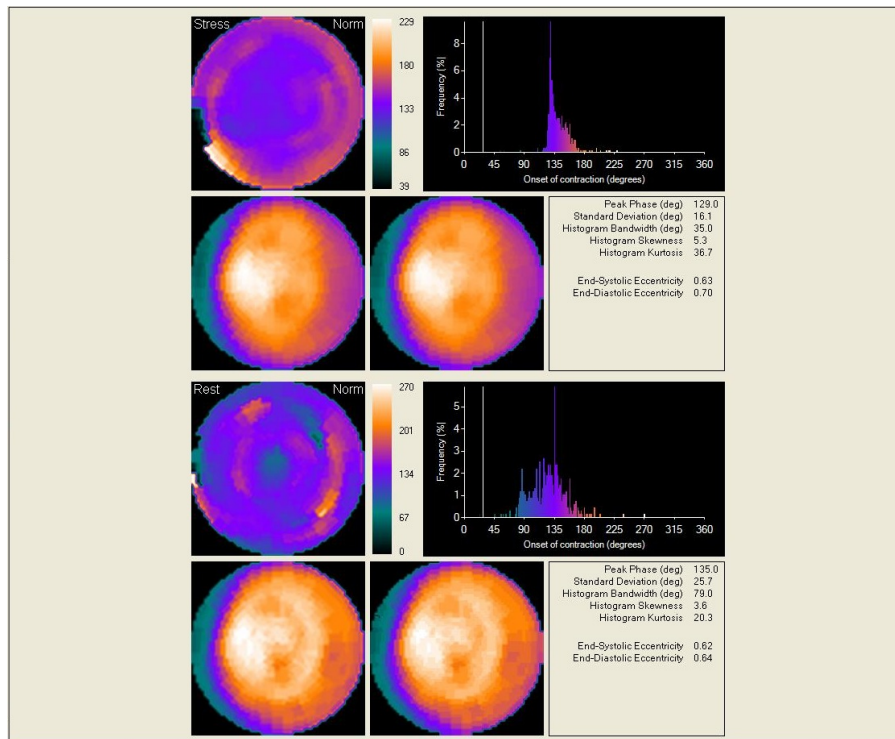 Stress Norm
229
180
133
86
39
Frequency (%)
8
6
4
2
0
0 45 90 135 180 225 270 315 360
Onset of contraction (degrees)
Peak Phase (deg) 129.0
Standard Deviation (deg) 16.1
Histogram Bandwidth (deg) 35.0
Histogram Skewness 5.3
Histogram Kurtosis 36.7
End-Systolic Eccentricity 0.63
End-Diastolic Eccentricity 0.70
Rest Norm
270
201
134
67
0
Frequency (%)
5
4
3
2
1
0
0 45 90 135 180 225 270 315 360
Onset of contraction (degrees)
Peak Phase (deg) 135.0
Standard Deviation (deg) 25.7
Histogram Bandwidth (deg) 79.0
Histogram Skewness 3.6
Histogram Kurtosis 20.3
End-Systolic Eccentricity 0.62
End-Diastolic Eccentricity 0.64